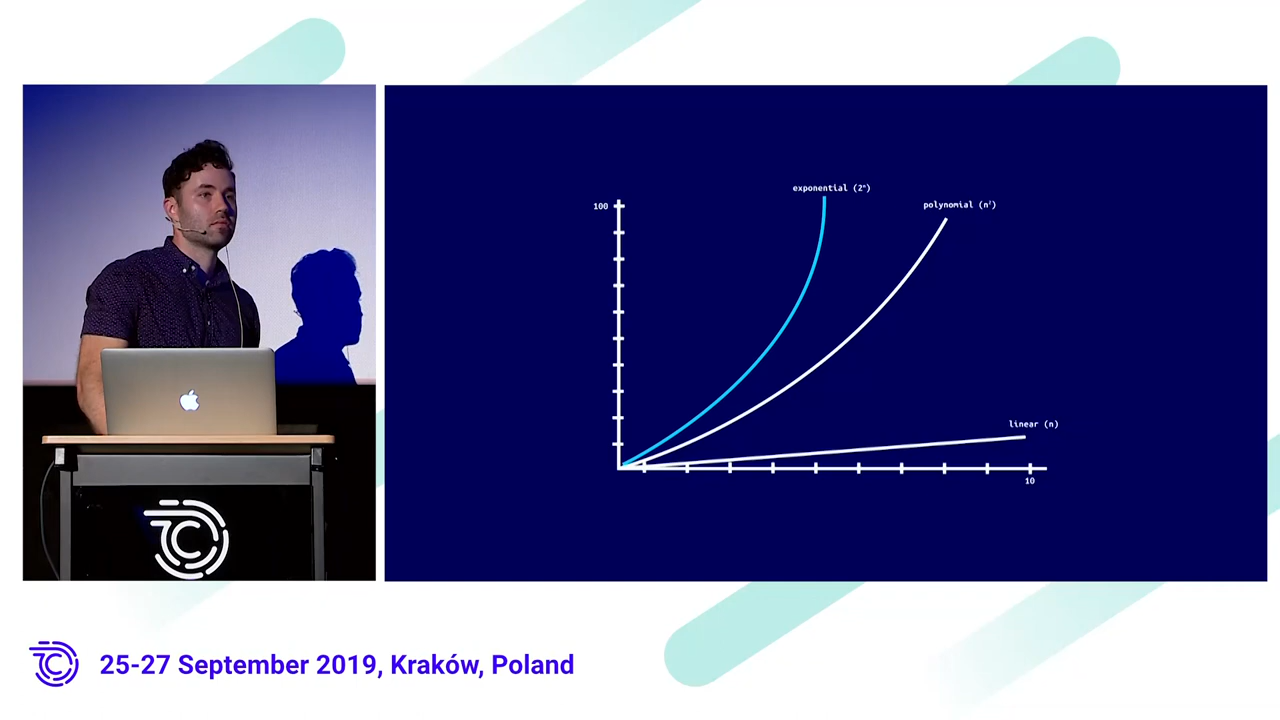 exponential (2ⁿ)
100
polynomial (n²)
linear (n)
10
25-27 September 2019, Kraków, Poland